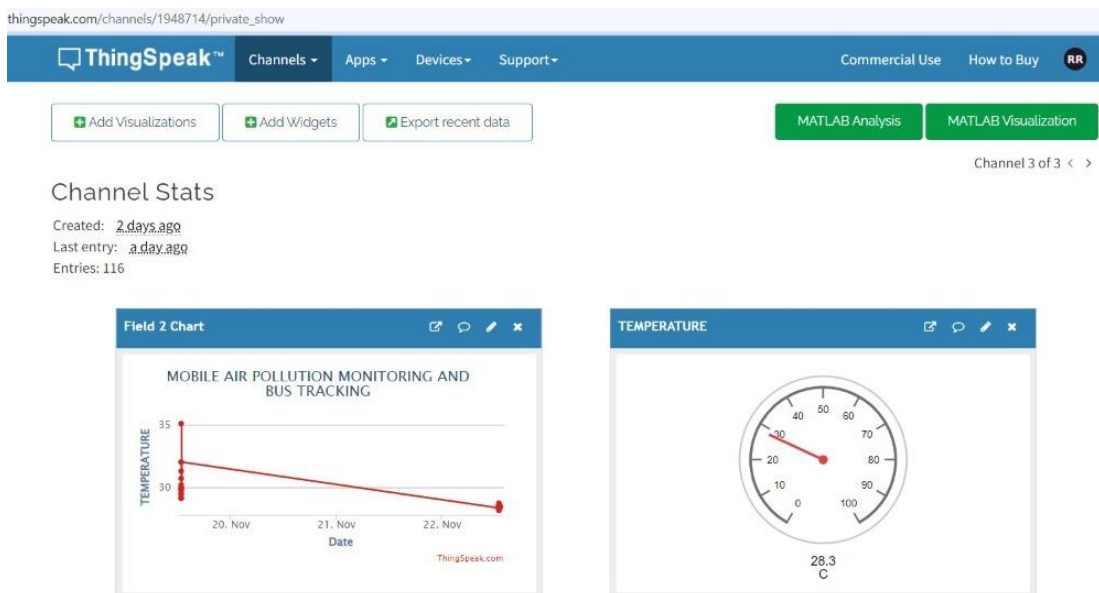 thingspeak.com/channels/1948714/private_show
ThingSpeak™ Channels Apps Devices Support Commercial Use How to Buy RR
Add Visualizations Add Widgets Export recent data MATLAB Analysis MATLAB Visualization
Channel 3 of 3 < >
Channel Stats
Created: 2 days ago
Last entry: a day ago
Entries: 116
Field 2 Chart
MOBILE AIR POLLUTION MONITORING AND
BUS TRACKING
TEMPERATURE
35
30
20. Nov 21. Nov 22. Nov
Date
ThingSpeak.com
TEMPERATURE
0
10
20
30
40
50
60
70
80
90
100
28.3
C